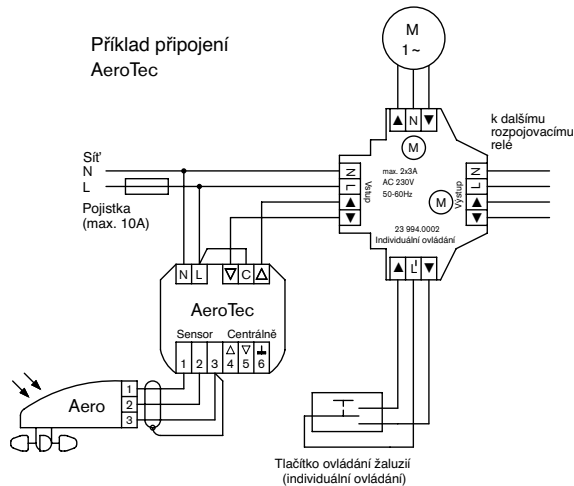 Příklad připojení
AeroTec
M
1~
▲ N ▼
k dalšímu
rozpojovacímu
relé
M
Síť
N
L
Pojistka
(max. 10A)
N
L
▲
▼
Vstup
max. 2x3A
AC 230V
50-60Hz
M
Výstup
N
L
▲
▼
23 994.0002
Individuální ovládání
▲ L' ▼
N L ▽ C △
AeroTec
Sensor Centrálně
△ ▽
1 2 3 4 5 6
Aero
1
2
3
Tlačítko ovládání žaluzií
(individuální ovládání)